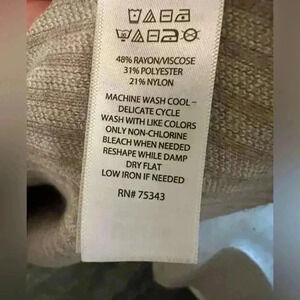 48% RAYON/VISCOSE
31% POLYESTER
21% NYLON
MACHINE WASH COOL –
DELICATE CYCLE
WASH WITH LIKE COLORS
ONLY NON-CHLORINE
BLEACH WHEN NEEDED
RESHAPE WHILE DAMP
DRY FLAT
LOW IRON IF NEEDED
RN# 75343